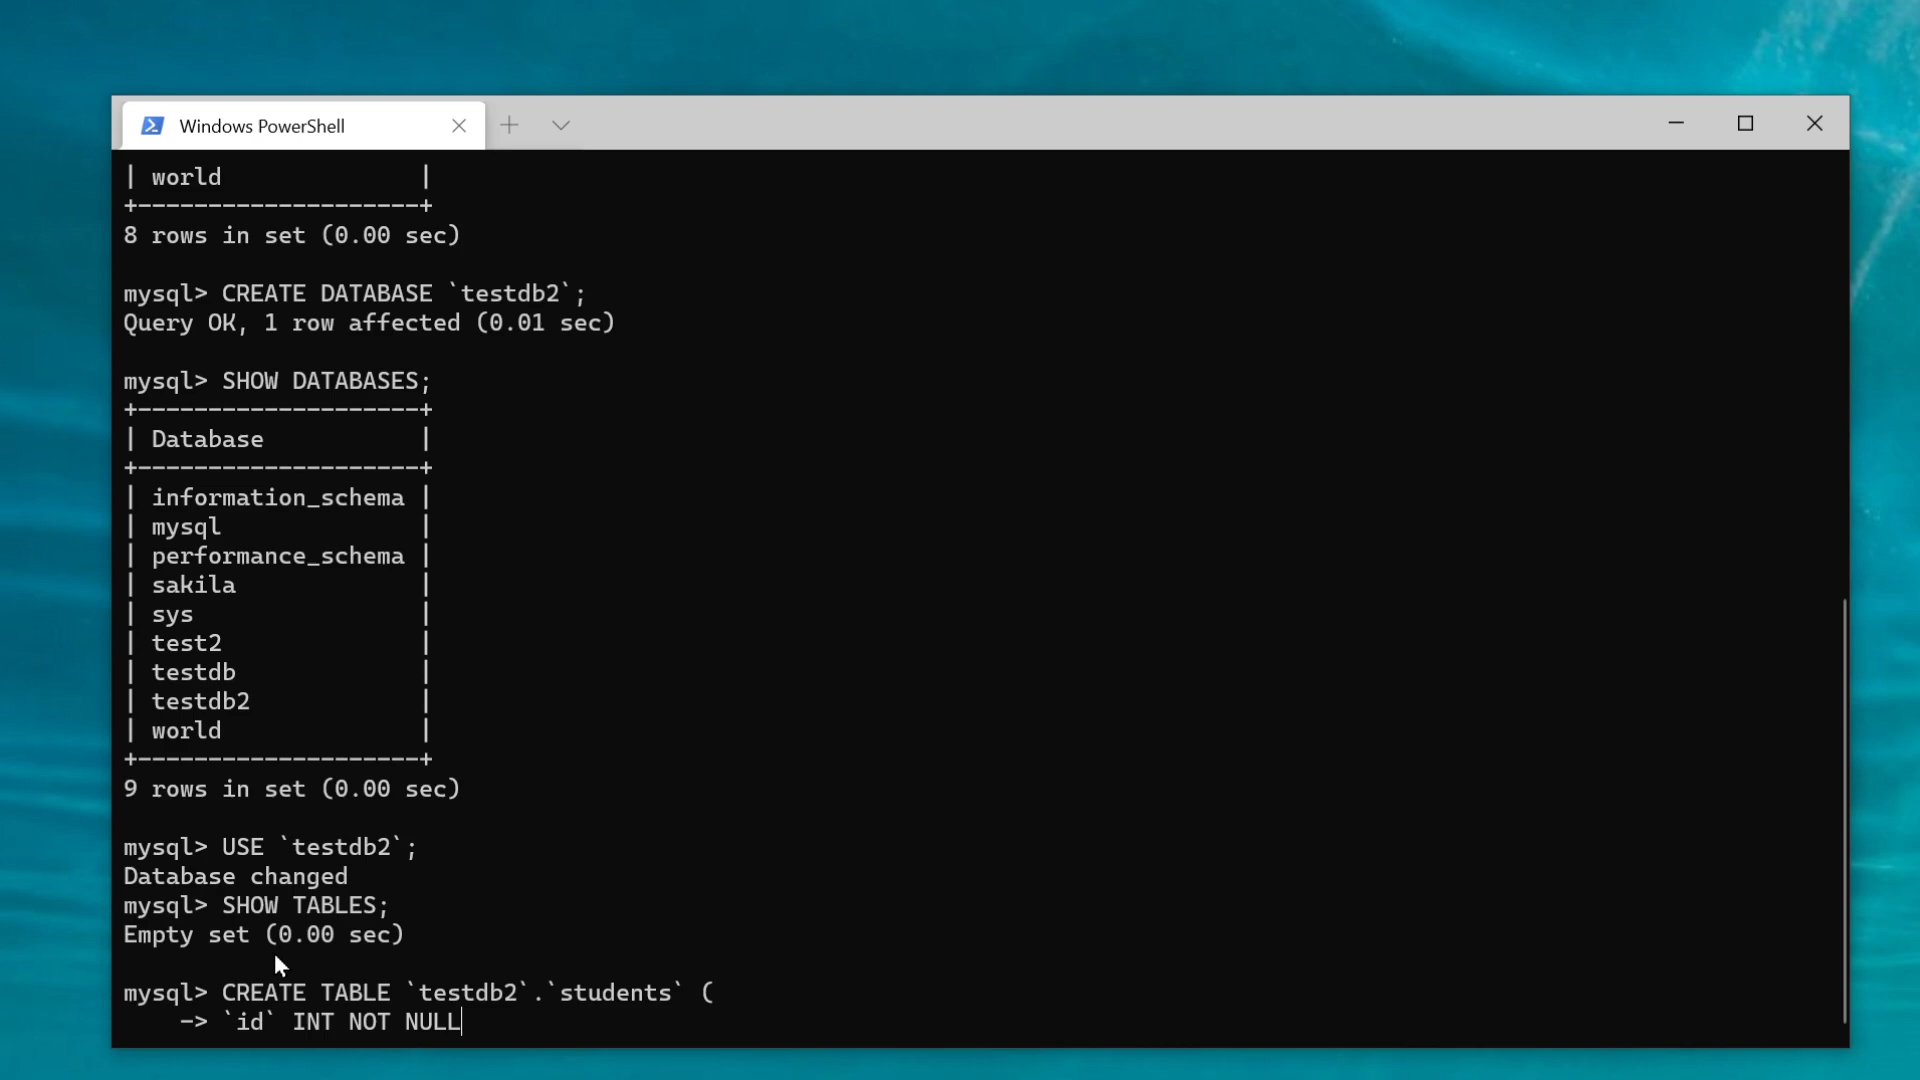 Windows PowerShell
| world              |
+--------------------+
8 rows in set (0.00 sec)
mysql> CREATE DATABASE `testdb2`;
Query OK, 1 row affected (0.01 sec)
mysql> SHOW DATABASES;
+--------------------+
| Database           |
+--------------------+
| information_schema |
| mysql              |
| performance_schema |
| sakila             |
| sys                |
| test2              |
| testdb             |
| testdb2            |
| world              |
+--------------------+
9 rows in set (0.00 sec)
mysql> USE `testdb2`;
Database changed
mysql> SHOW TABLES;
Empty set (0.00 sec)
mysql> CREATE TABLE `testdb2`.`students` (
    -> `id` INT NOT NULL